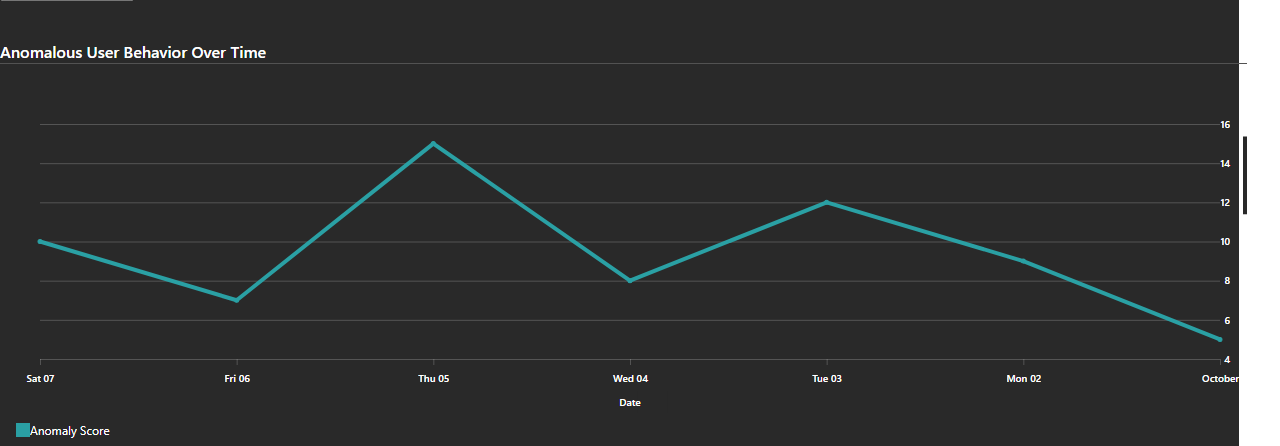 Anomalous User Behavior Over Time
16
14
12
10
8
6
4
Sat 07 Fri 06 Thu 05 Wed 04 Tue 03 Mon 02 October
Date
Anomaly Score